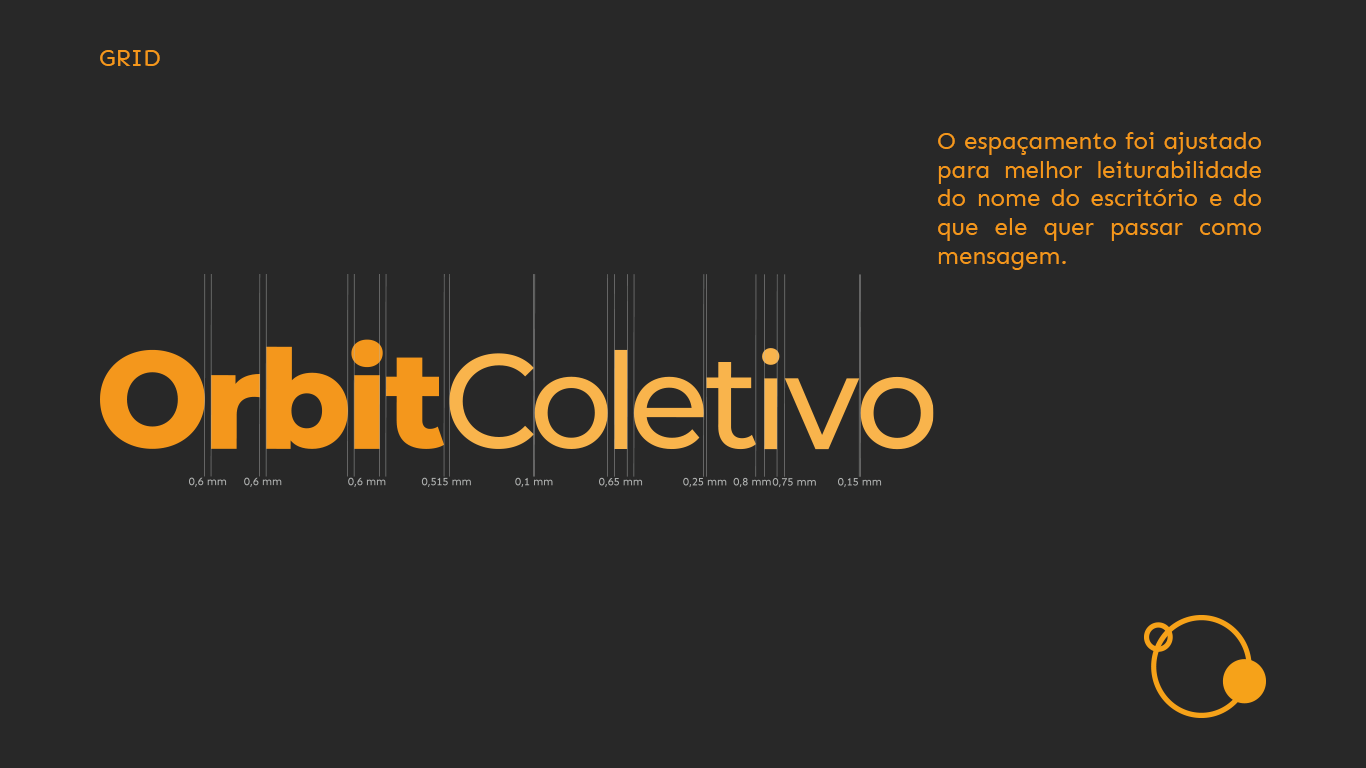 GRID
O espaçamento foi ajustado
para melhor leiturabilidade
do nome do escritório e do
que ele quer passar como
mensagem.
OrbitColetivo
0,6 mm 0,6 mm 0,6 mm 0,515 mm 0,1 mm 0,65 mm 0,25 mm 0,8 mm 0,75 mm 0,15 mm